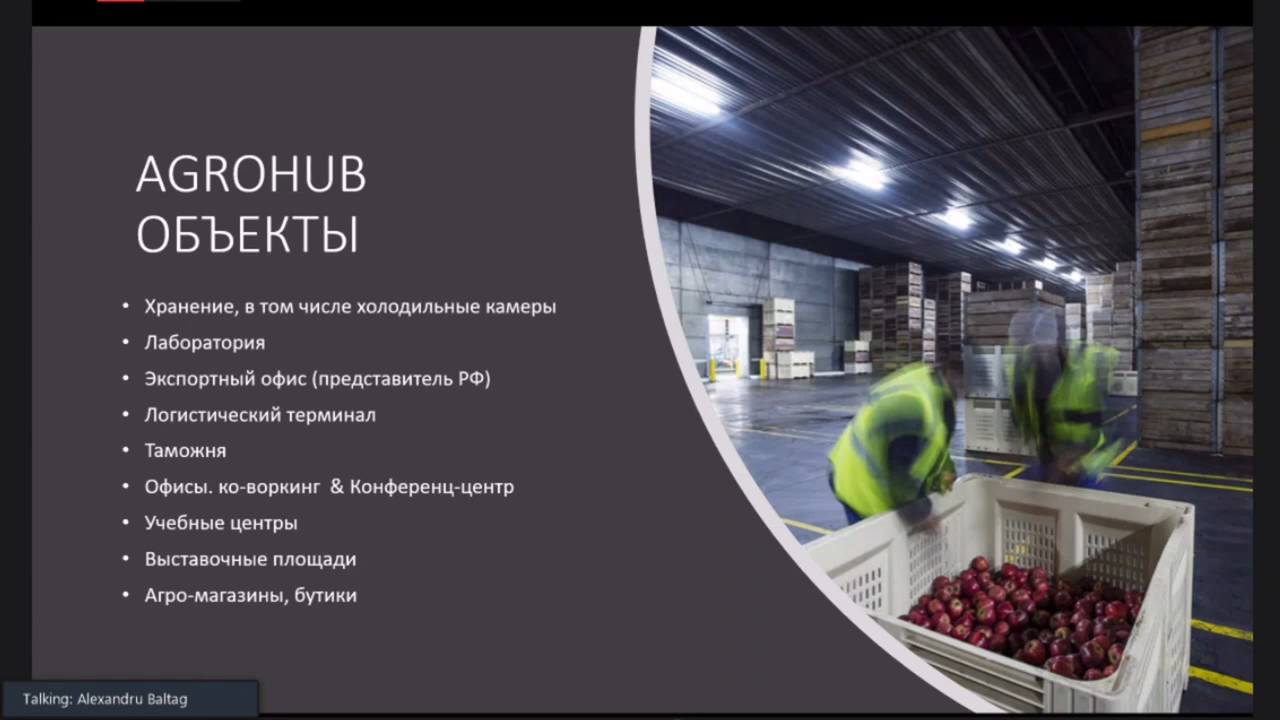 AGROHUB
ОБЪЕКТЫ
• Хранение, в том числе холодильные камеры
• Лаборатория
• Экспортный офис (представитель РФ)
• Логистический терминал
• Таможня
• Офисы. ко-воркинг & Конференц-центр
• Учебные центры
• Выставочные площади
• Агро-магазины, бутики
Talking: Alexandru Baltag